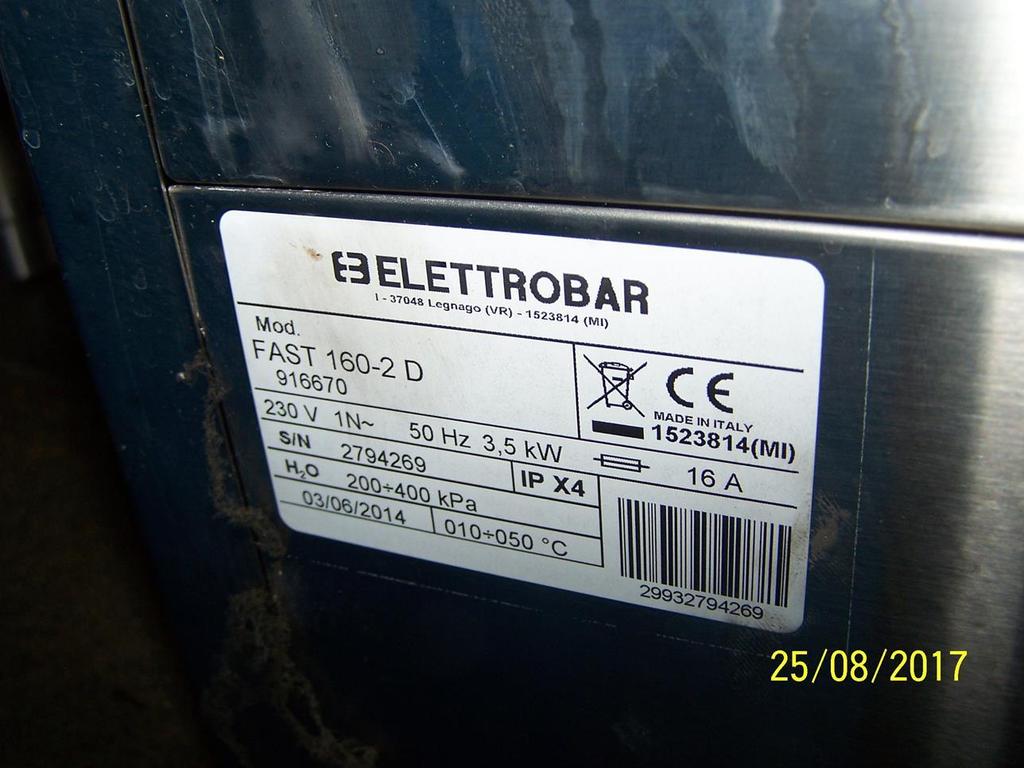 ELETTROBAR
I - 37048 Legnago (VR) - 1523814 (MI)
Mod.
FAST 160-2 D
916670
CE
MADE IN ITALY
1523814(MI)
230 V 1N~ 50 Hz 3,5 kW 16 A
S/N 2794269
IP X4
H₂O 200÷400 kPa
03/06/2014 010÷050 °C
29932794269
25/08/2017